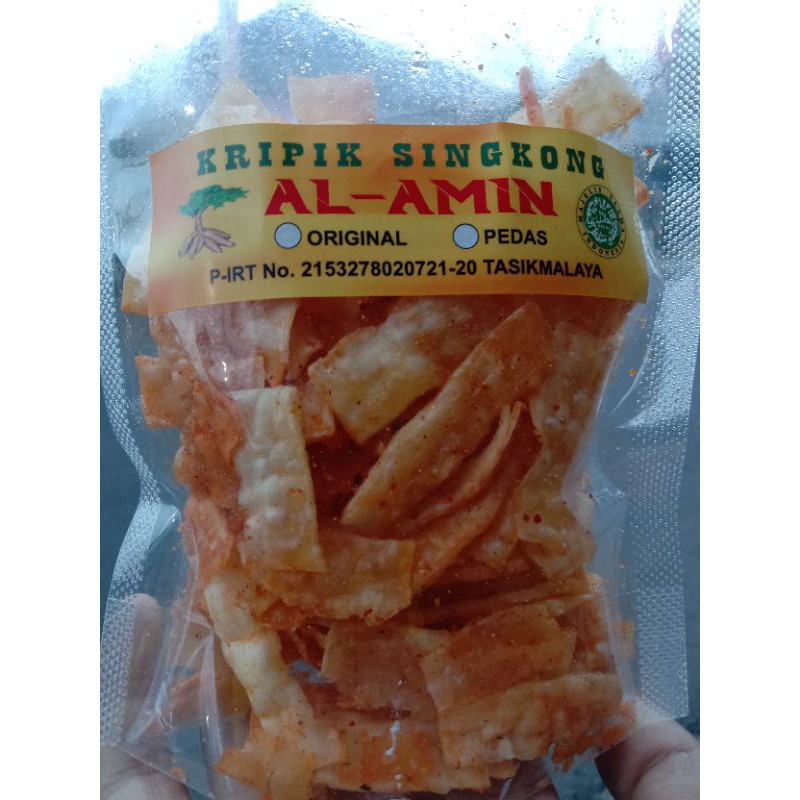 KRIPIK SINGKONG
AL-AMIN
ORIGINAL PEDAS
P-IRT No. 2153278020721-20 TASIKMALAYA